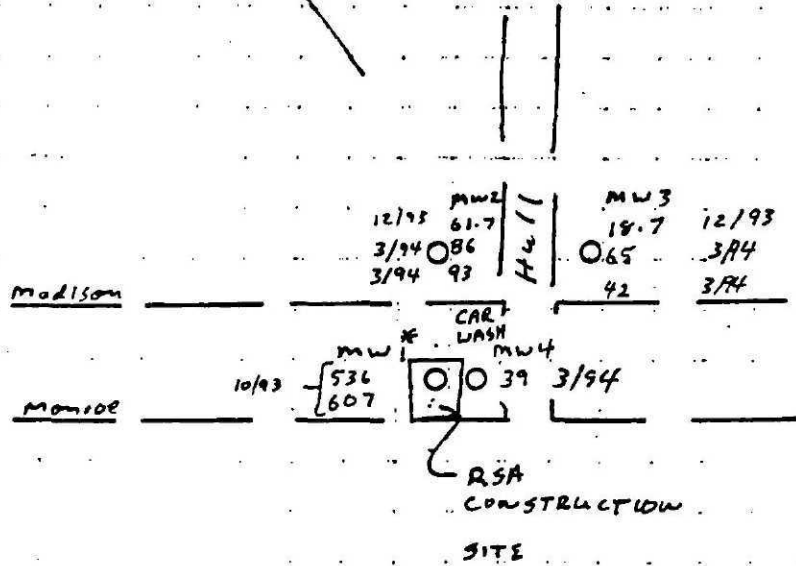 MW2
12/93 61.7
3/94 86
3/94 93
Hull
MW3
18.7 12/93
65 3/94
42 3/94
Madison
CAR
WASH
MW1*
10/93 536
607
MW4
39 3/94
Monroe
RSA
CONSTRUCTION
SITE